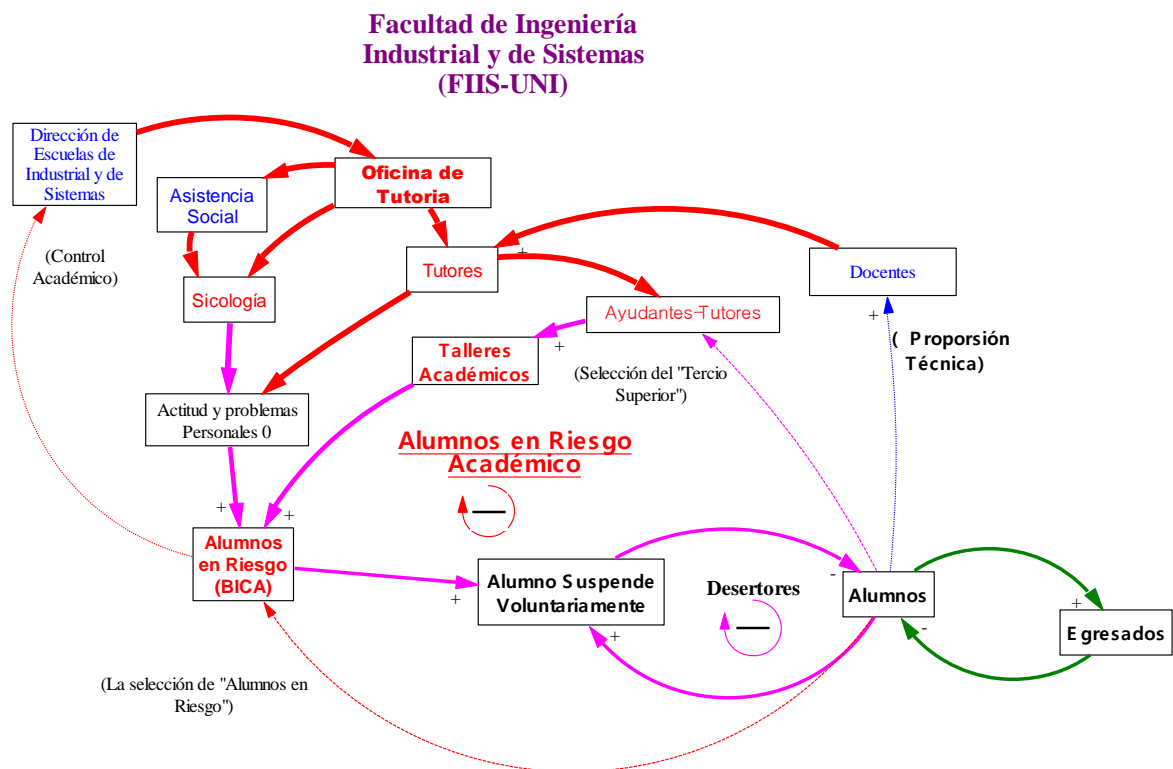 Facultad de Ingeniería
Industrial y de Sistemas
(FIIS-UNI)
Dirección de
Escuelas de
Industrial y de
Sistemas
Oficina de
Tutoria
Asistencia
Social
(Control
Académico)
Tutores
+
Docentes
Sicología
Ayudantes-Tutores
+
( Proporsión
Técnica)
+
Talleres
Académicos
(Selección del "Tercio
Superior")
Actitud y problemas
Personales 0
Alumnos en Riesgo
Académico
+
+
Alumnos
en Riesgo
(BICA)
+
Alumno Suspende
Voluntariamente
+
Desertores
-
Alumnos
+
-
Egresados
(La selección de "Alumnos en
Riesgo")